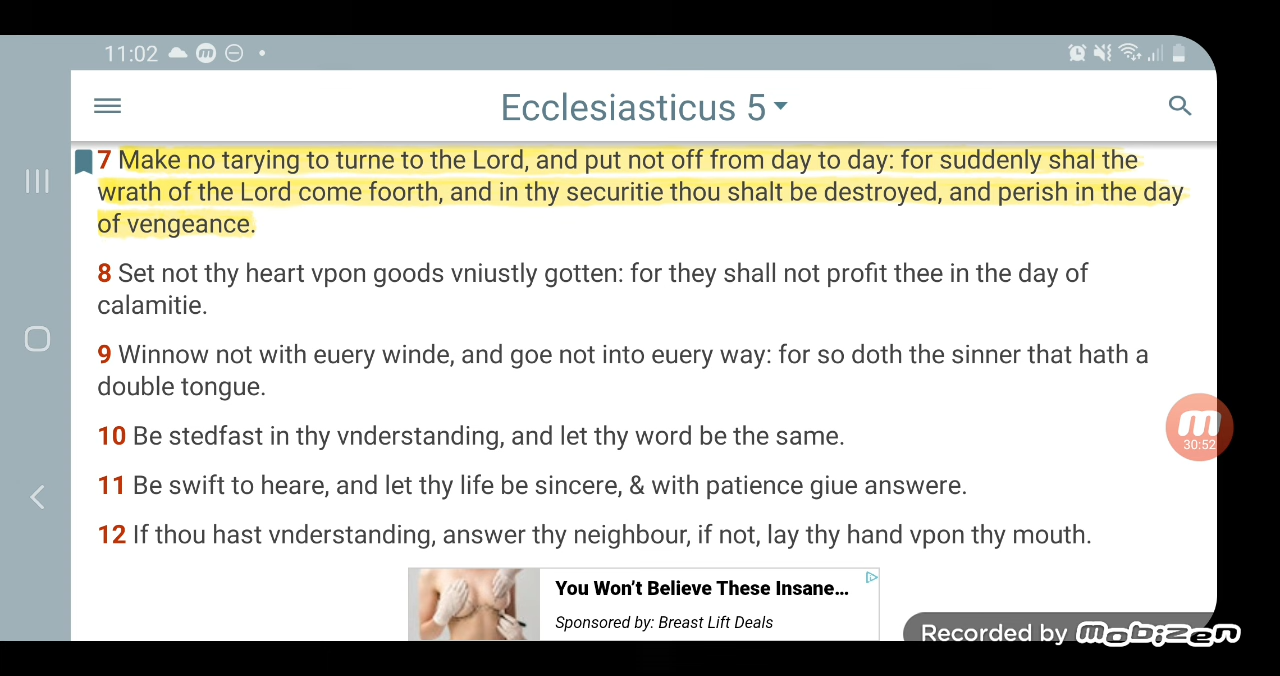 11:02
Ecclesiasticus 5
7 Make no tarying to turne to the Lord, and put not off from day to day: for suddenly shal the
wrath of the Lord come foorth, and in thy securitie thou shalt be destroyed, and perish in the day
of vengeance.
8 Set not thy heart vpon goods vniustly gotten: for they shall not profit thee in the day of
calamitie.
9 Winnow not with euery winde, and goe not into euery way: for so doth the sinner that hath a
double tongue.
10 Be stedfast in thy vnderstanding, and let thy word be the same.
11 Be swift to heare, and let thy life be sincere, & with patience giue answere.
12 If thou hast vnderstanding, answer thy neighbour, if not, lay thy hand vpon thy mouth.
m
30:52
You Won’t Believe These Insane...
Sponsored by: Breast Lift Deals
Recorded by mobizen